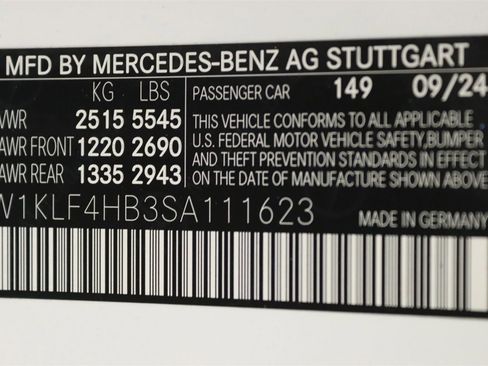 MFD BY MERCEDES-BENZ AG STUTTGART
KG LBS
VWR 2515 5545
AWR FRONT 1220 2690
AWR REAR 1335 2943
PASSENGER CAR 149 09/24
THIS VEHICLE CONFORMS TO ALL APPLICABLE
U.S. FEDERAL MOTOR VEHICLE SAFETY, BUMPER
AND THEFT PREVENTION STANDARDS IN EFFECT
ON THE DATE OF MANUFACTURE SHOWN ABOVE.
W1KLF4HB3SA111623
MADE IN GERMANY